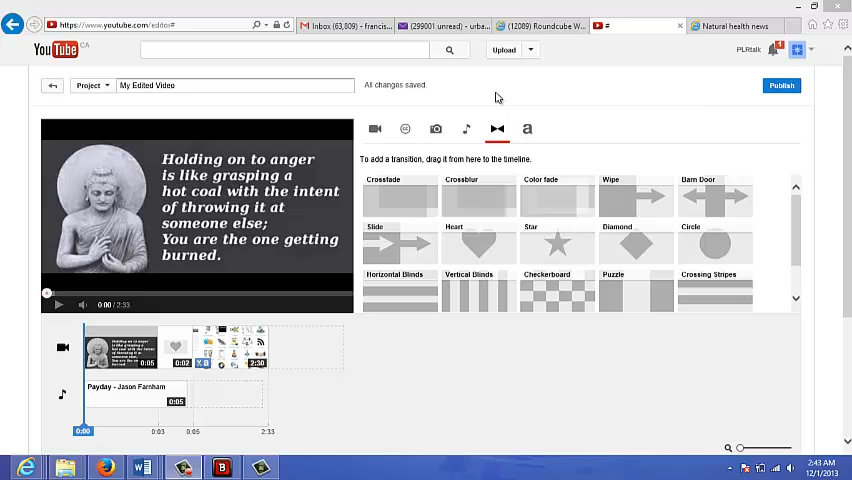 https://www.youtube.com/editor#
Inbox (63,809) - francis...
(299001 unread) - urba...
(12089) Roundcube W...
#
Natural health news
You Tube CA
Upload
PLRtalk
Project
My Edited Video
All changes saved.
Publish
a
To add a transition, drag it from here to the timeline.
Crossfade
Crossblur
Color fade
Wipe
Barn Door
Slide
Heart
Star
Diamond
Circle
Horizontal Blinds
Vertical Blinds
Checkerboard
Puzzle
Crossing Stripes
Holding on to anger
is like grasping a
hot coal with the intent
of throwing it at
someone else;
You are the one getting
burned.
0:00 / 2:33
0:05
0:02
a
2:30
Payday - Jason Farnham
0:05
0:00
0:03
0:05
2:33
2:43 AM
12/1/2013